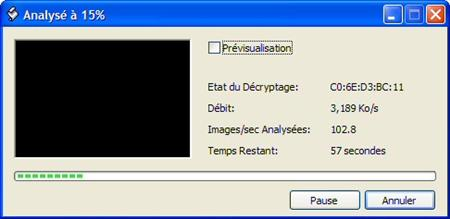 Analysé à 15%
Prévisualisation
Etat du Décryptage: C0:6E:D3:BC:11
Débit: 3,189 Ko/s
Images/sec Analysées: 102.8
Temps Restant: 57 secondes
Pause Annuler